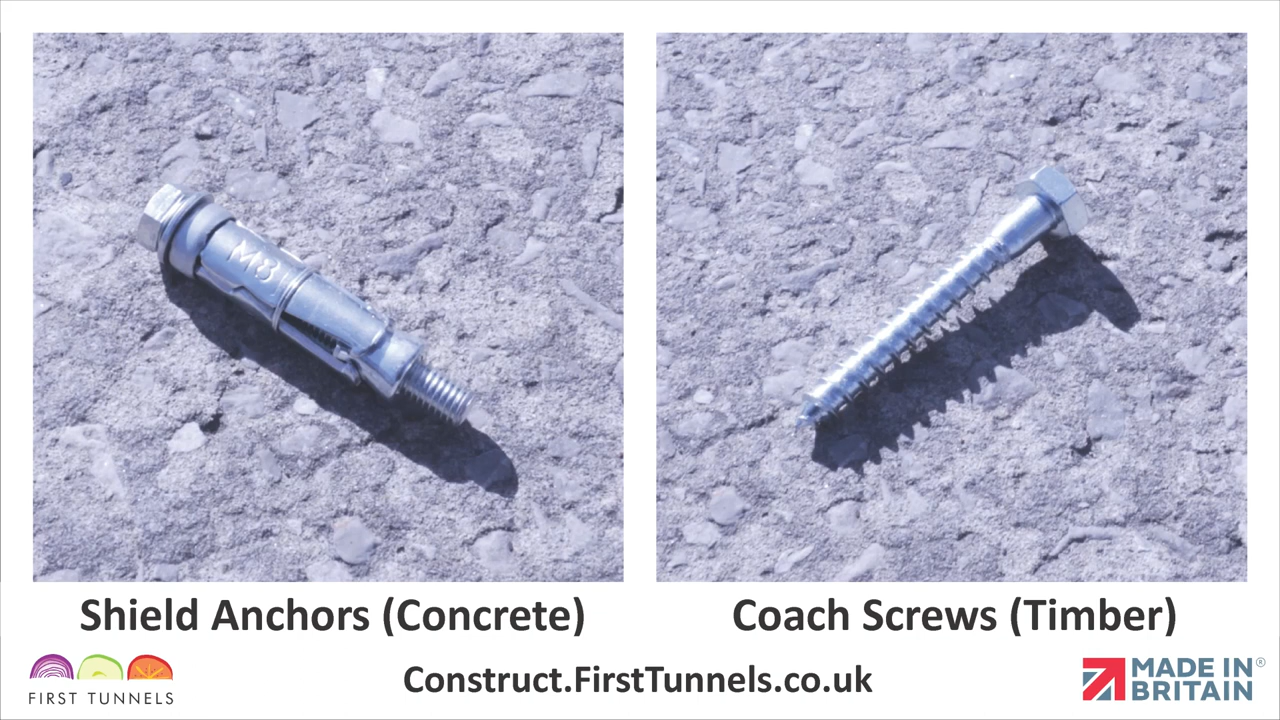 M8
Shield Anchors (Concrete)
Coach Screws (Timber)
FIRST TUNNELS
Construct.FirstTunnels.co.uk
MADE IN ®
BRITAIN